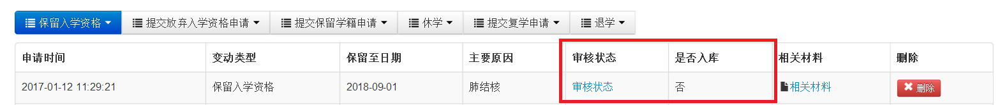 保留入学资格 提交放弃入学资格申请 提交保留学籍申请 休学 提交复学申请 退学
申请时间 变动类型 保留至日期 主要原因 审核状态 是否入库 相关材料 删除
2017-01-12 11:29:21 保留入学资格 2018-09-01 肺结核 审核状态 否 相关材料 删除